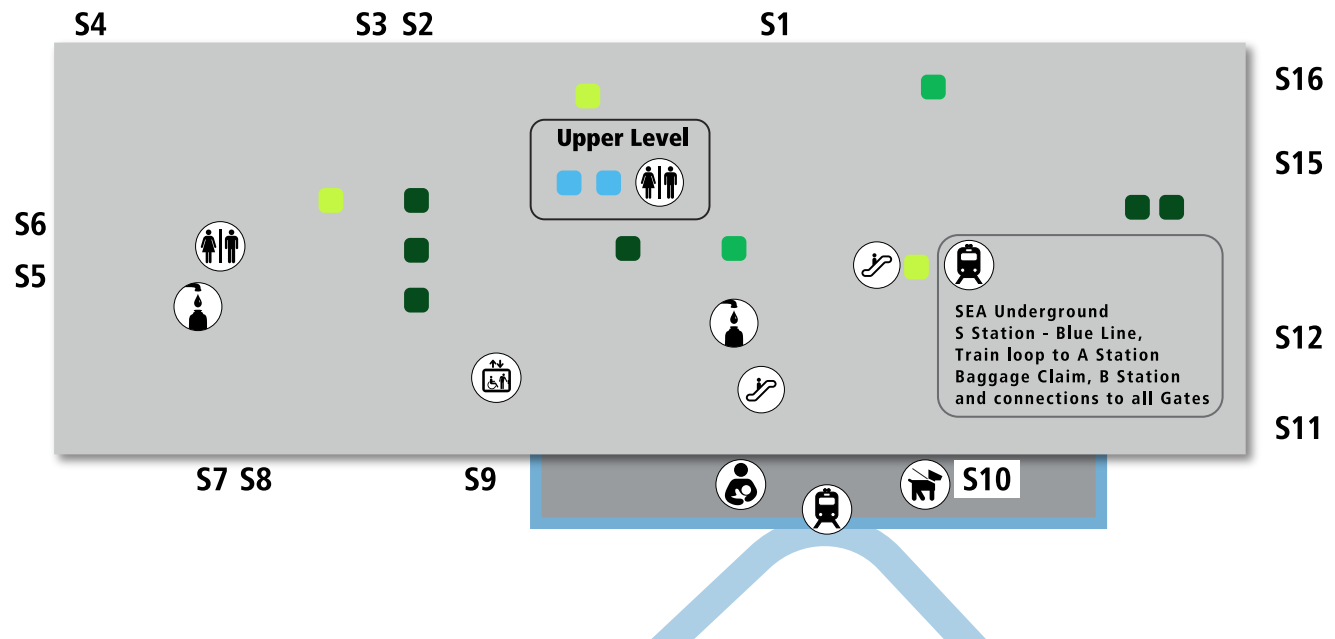 S4
S3 S2
S1
S16
Upper Level
S15
S6
S5
SEA Underground
S Station - Blue Line,
Train loop to A Station
Baggage Claim, B Station
and connections to all Gates
S12
S11
S7 S8
S9
S10